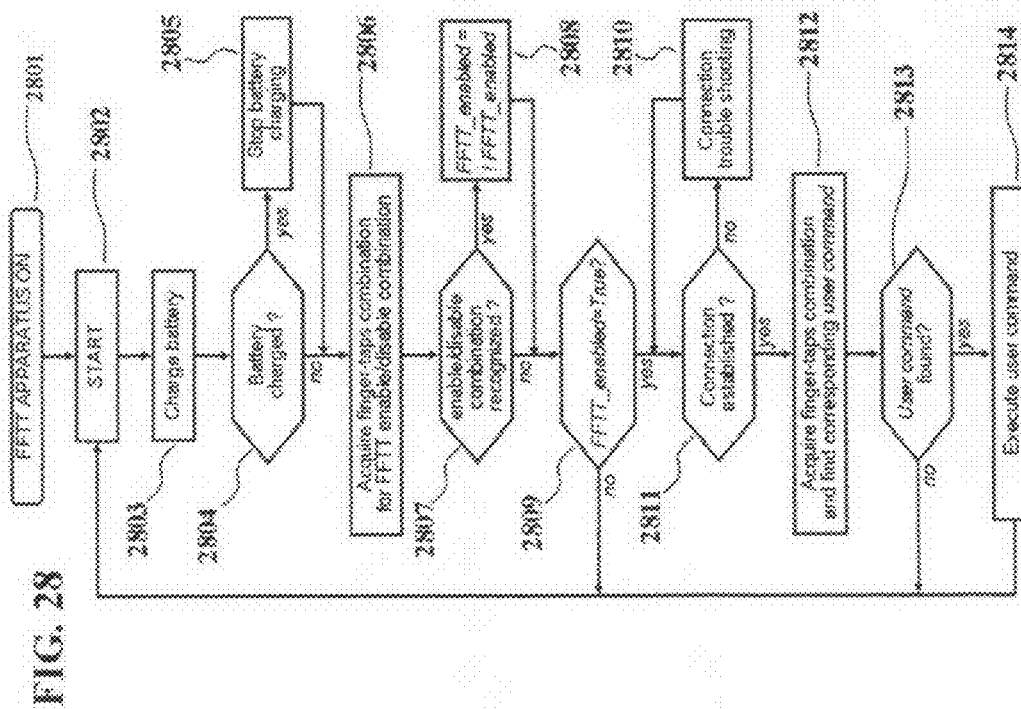 FIG. 28
FFTT APPARATUS ON
2801
START
2802
Charge battery
2803
Battery
charged ?
2804
yes
no
Stop battery
charging
2805
Acquire finger-taps combination
for FFTT enable/disable combination
2806
enable/disable
combination
recognized ?
2807
yes
no
FFTT_enabled =
! FFTT_enabled
2808
FFTT_enabled=True?
2809
no
yes
Connection
trouble shooting
2810
Connection
established ?
2811
no
yes
Acquire finger-taps combination
and find corresponding user command
2812
User command
found?
2813
no
yes
Execute user command
2814